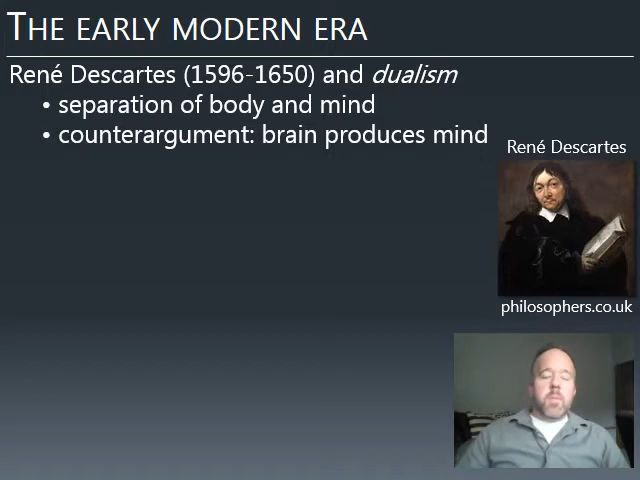 THE EARLY MODERN ERA
René Descartes (1596-1650) and dualism
• separation of body and mind
• counterargument: brain produces mind
René Descartes
philosophers.co.uk